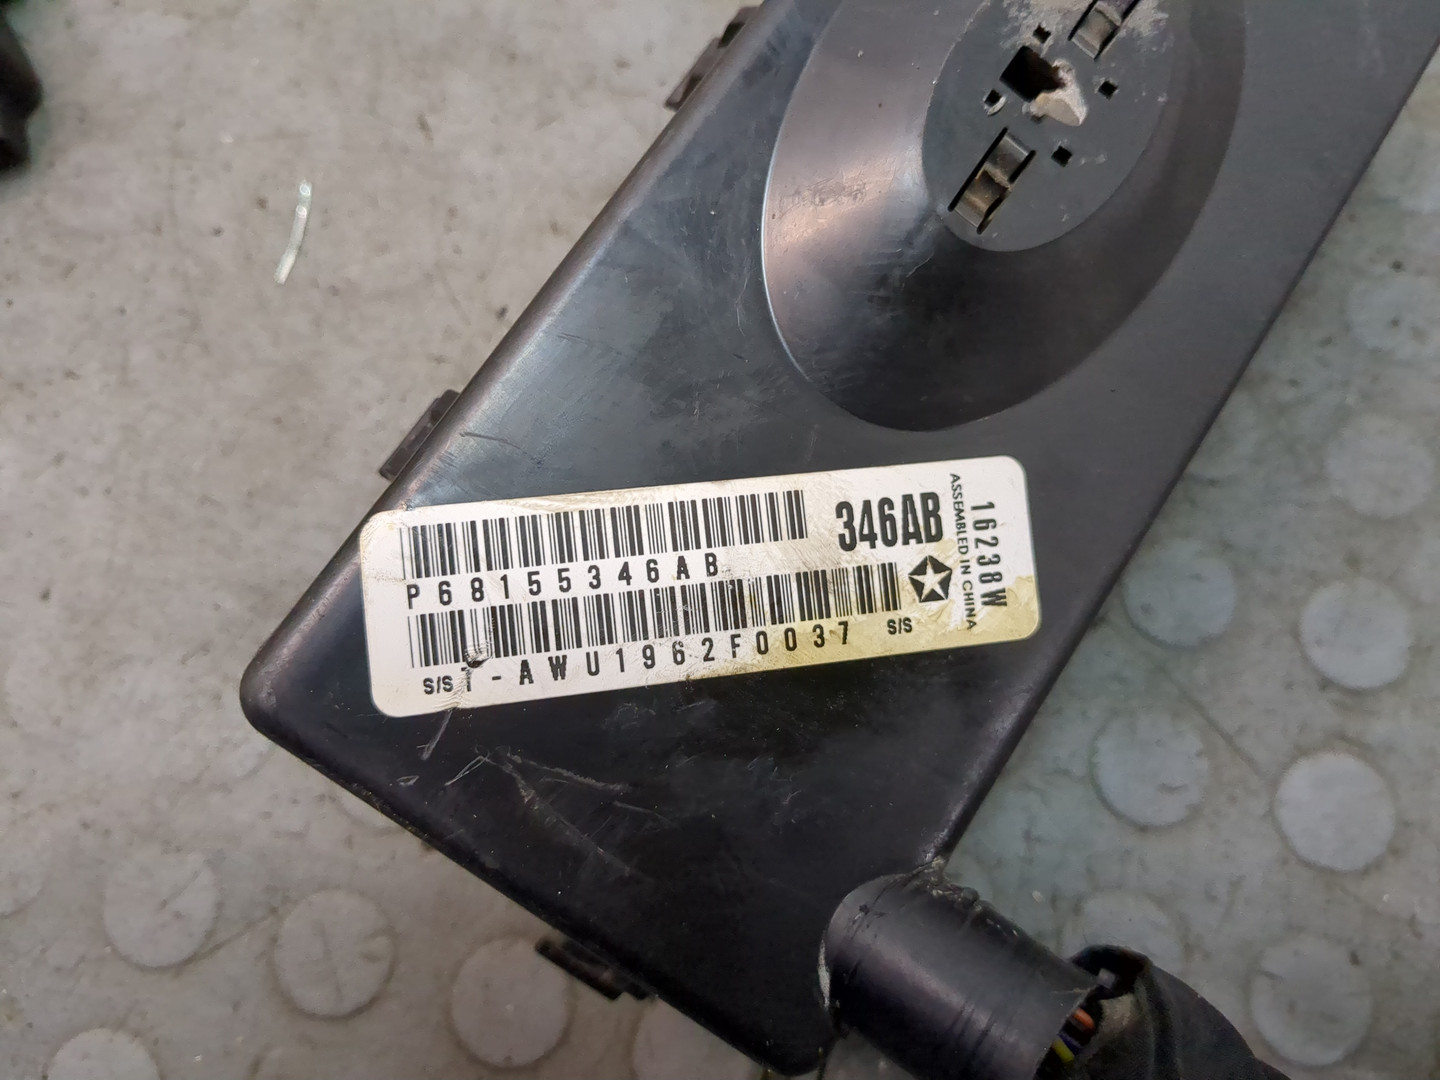 P68155346AB
346AB
S/S T-AWU1962F0037 S/S
ASSEMBLED IN CHINA
16238W